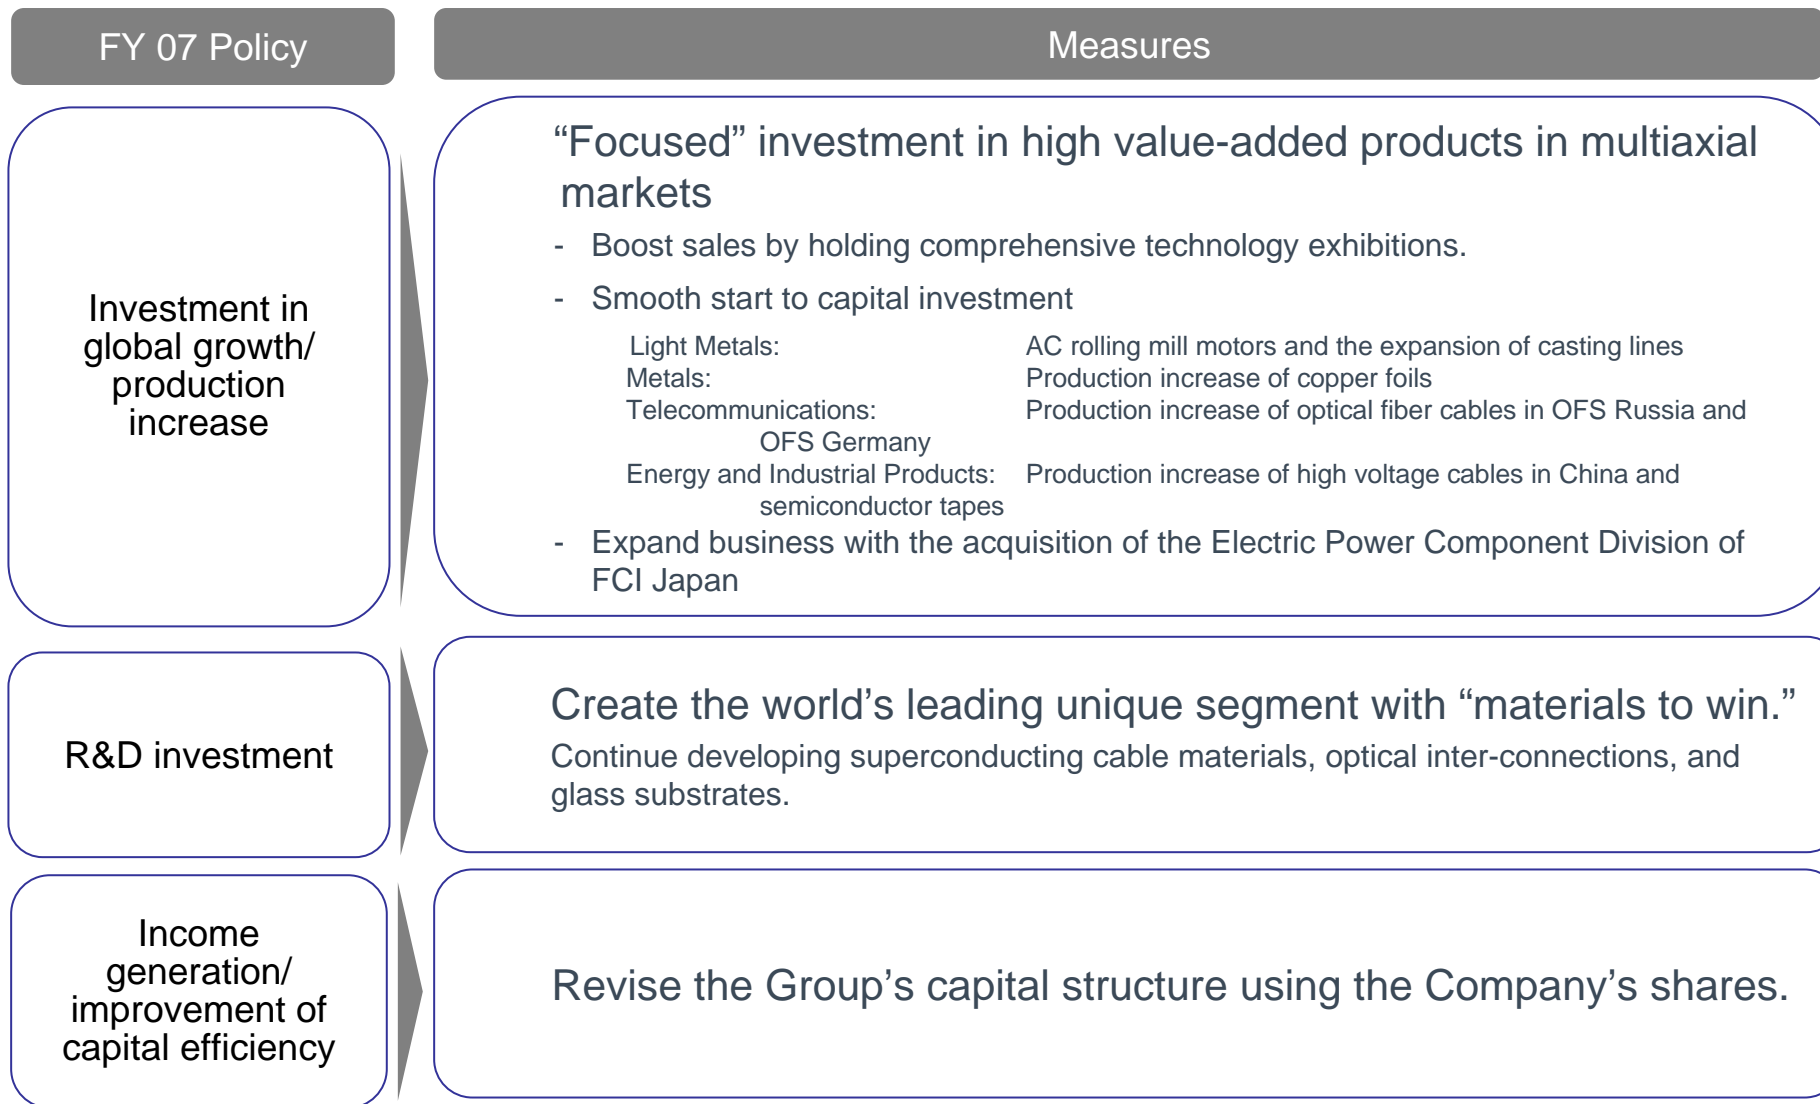 FY 07 Policy
Measures
Investment in
global growth/
production
increase
“Focused” investment in high value-added products in multiaxial
markets
- Boost sales by holding comprehensive technology exhibitions.
- Smooth start to capital investment
Light Metals: AC rolling mill motors and the expansion of casting lines
Metals: Production increase of copper foils
Telecommunications: Production increase of optical fiber cables in OFS Russia and
OFS Germany
Energy and Industrial Products: Production increase of high voltage cables in China and
semiconductor tapes
- Expand business with the acquisition of the Electric Power Component Division of
FCI Japan
R&D investment
Create the world’s leading unique segment with “materials to win.”
Continue developing superconducting cable materials, optical inter-connections, and
glass substrates.
Income
generation/
improvement of
capital efficiency
Revise the Group’s capital structure using the Company’s shares.